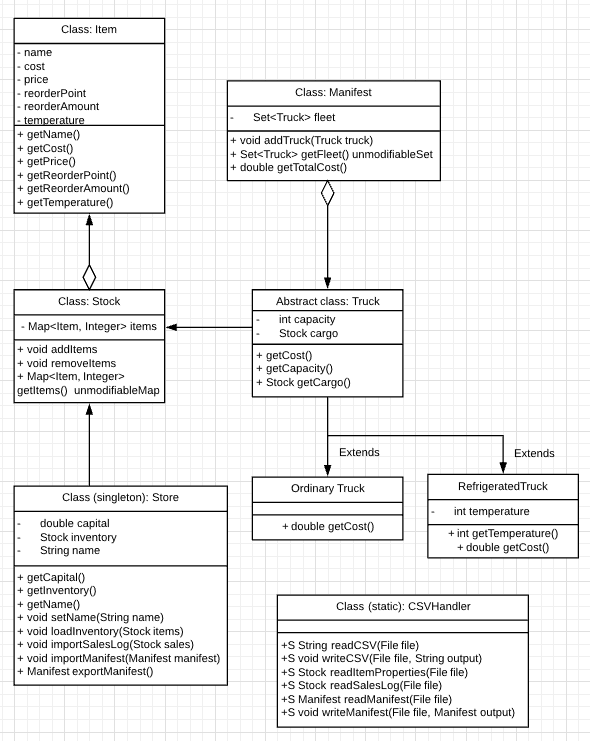 Class: Item
- name
- cost
- price
- reorderPoint
- reorderAmount
- temperature
+ getName()
+ getCost()
+ getPrice()
+ getReorderPoint()
+ getReorderAmount()
+ getTemperature()
Class: Manifest
- Set<Truck> fleet
+ void addTruck(Truck truck)
+ Set<Truck> getFleet() unmodifiableSet
+ double getTotalCost()
Class: Stock
- Map<Item, Integer> items
+ void addItems
+ void removeItems
+ Map<Item, Integer>
getItems() unmodifiableMap
Abstract class: Truck
- int capacity
- Stock cargo
+ getCost()
+ getCapacity()
+ Stock getCargo()
Extends
Extends
Ordinary Truck
+ double getCost()
RefrigeratedTruck
- int temperature
+ int getTemperature()
+ double getCost()
Class (singleton): Store
- double capital
- Stock inventory
- String name
+ getCapital()
+ getInventory()
+ getName()
+ void setName(String name)
+ void loadInventory(Stock items)
+ void importSalesLog(Stock sales)
+ void importManifest(Manifest manifest)
+ Manifest exportManifest()
Class (static): CSVHandler
+S String readCSV(File file)
+S void writeCSV(File file, String output)
+S Stock readItemProperties(File file)
+S Stock readSalesLog(File file)
+S Manifest readManifest(File file)
+S void writeManifest(File file, Manifest output)